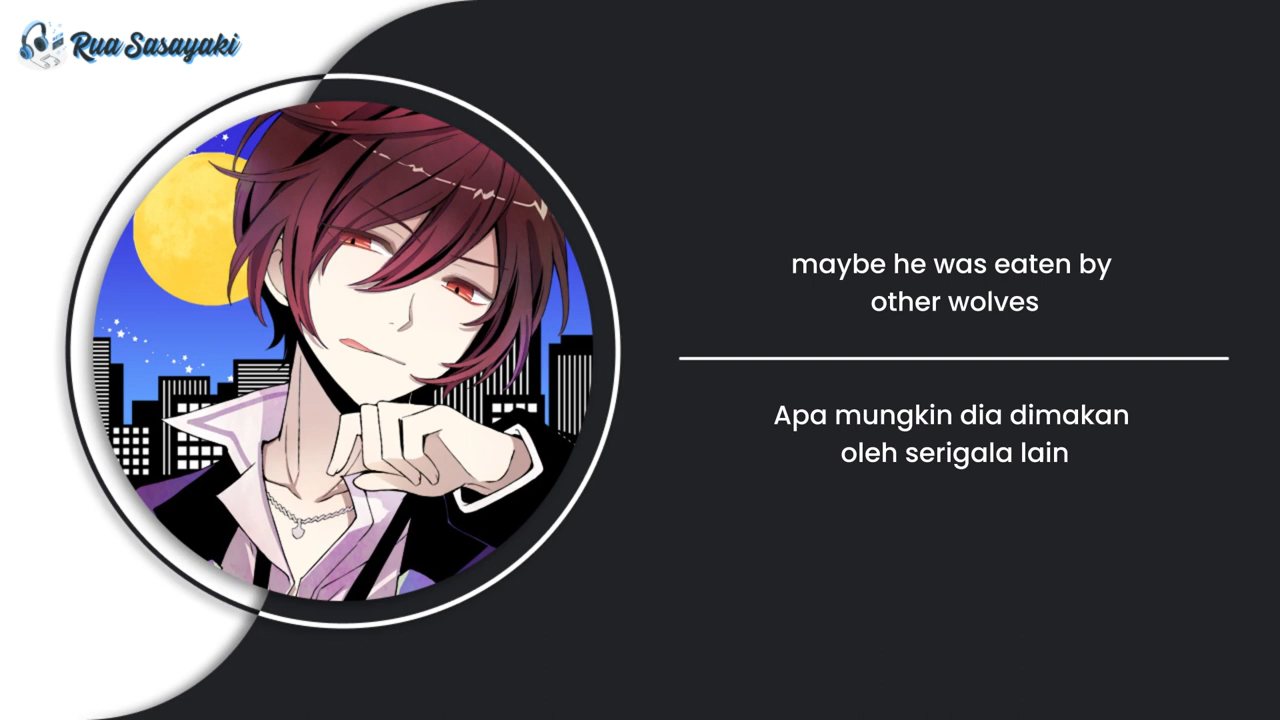 Rua Sasayaki
maybe he was eaten by
other wolves
Apa mungkin dia dimakan
oleh serigala lain